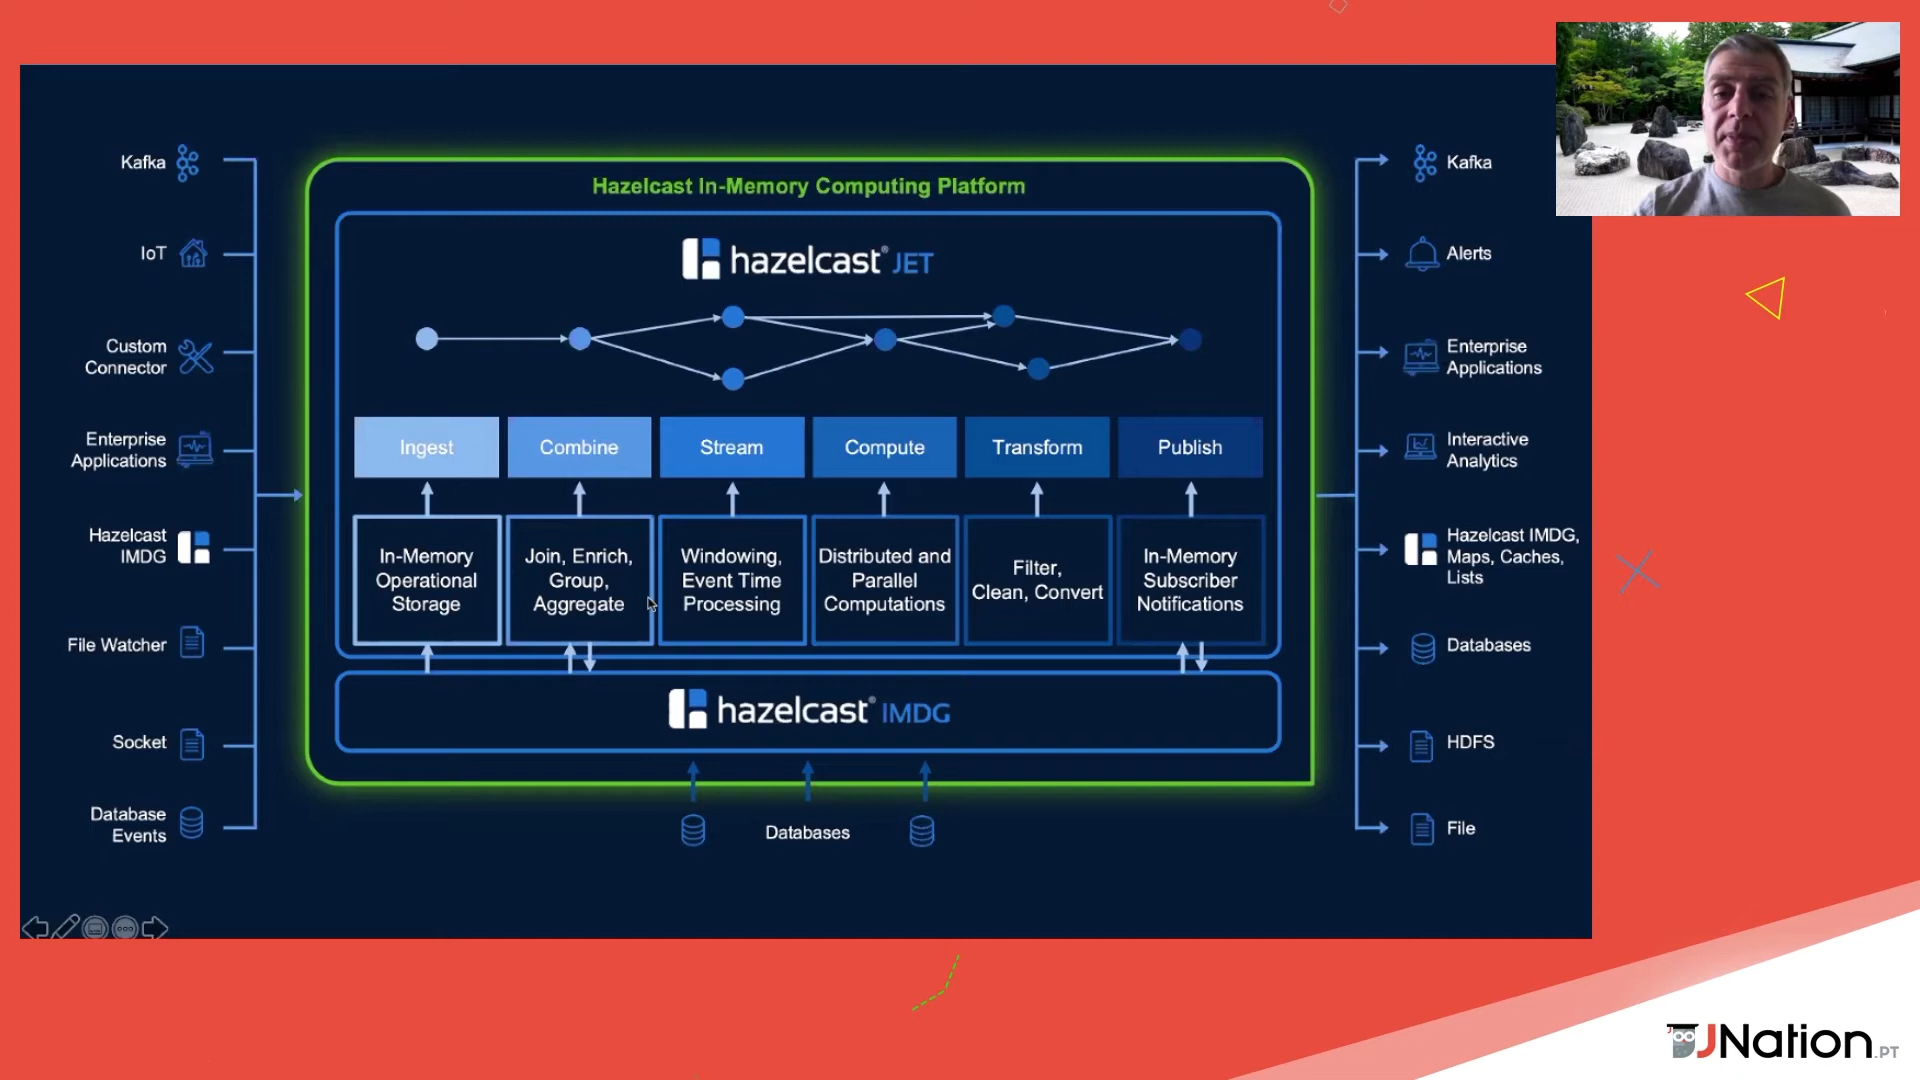 Hazelcast In-Memory Computing Platform
hazelcast® JET
Kafka
IoT
Custom
Connector
Enterprise
Applications
Hazelcast
IMDG
File Watcher
Socket
Database
Events
Ingest
Combine
Stream
Compute
Transform
Publish
In-Memory
Operational
Storage
Join, Enrich,
Group,
Aggregate
Windowing,
Event Time
Processing
Distributed and
Parallel
Computations
Filter,
Clean, Convert
In-Memory
Subscriber
Notifications
hazelcast® IMDG
Databases
Kafka
Alerts
Enterprise
Applications
Interactive
Analytics
Hazelcast IMDG,
Maps, Caches,
Lists
Databases
HDFS
File
JNation.PT